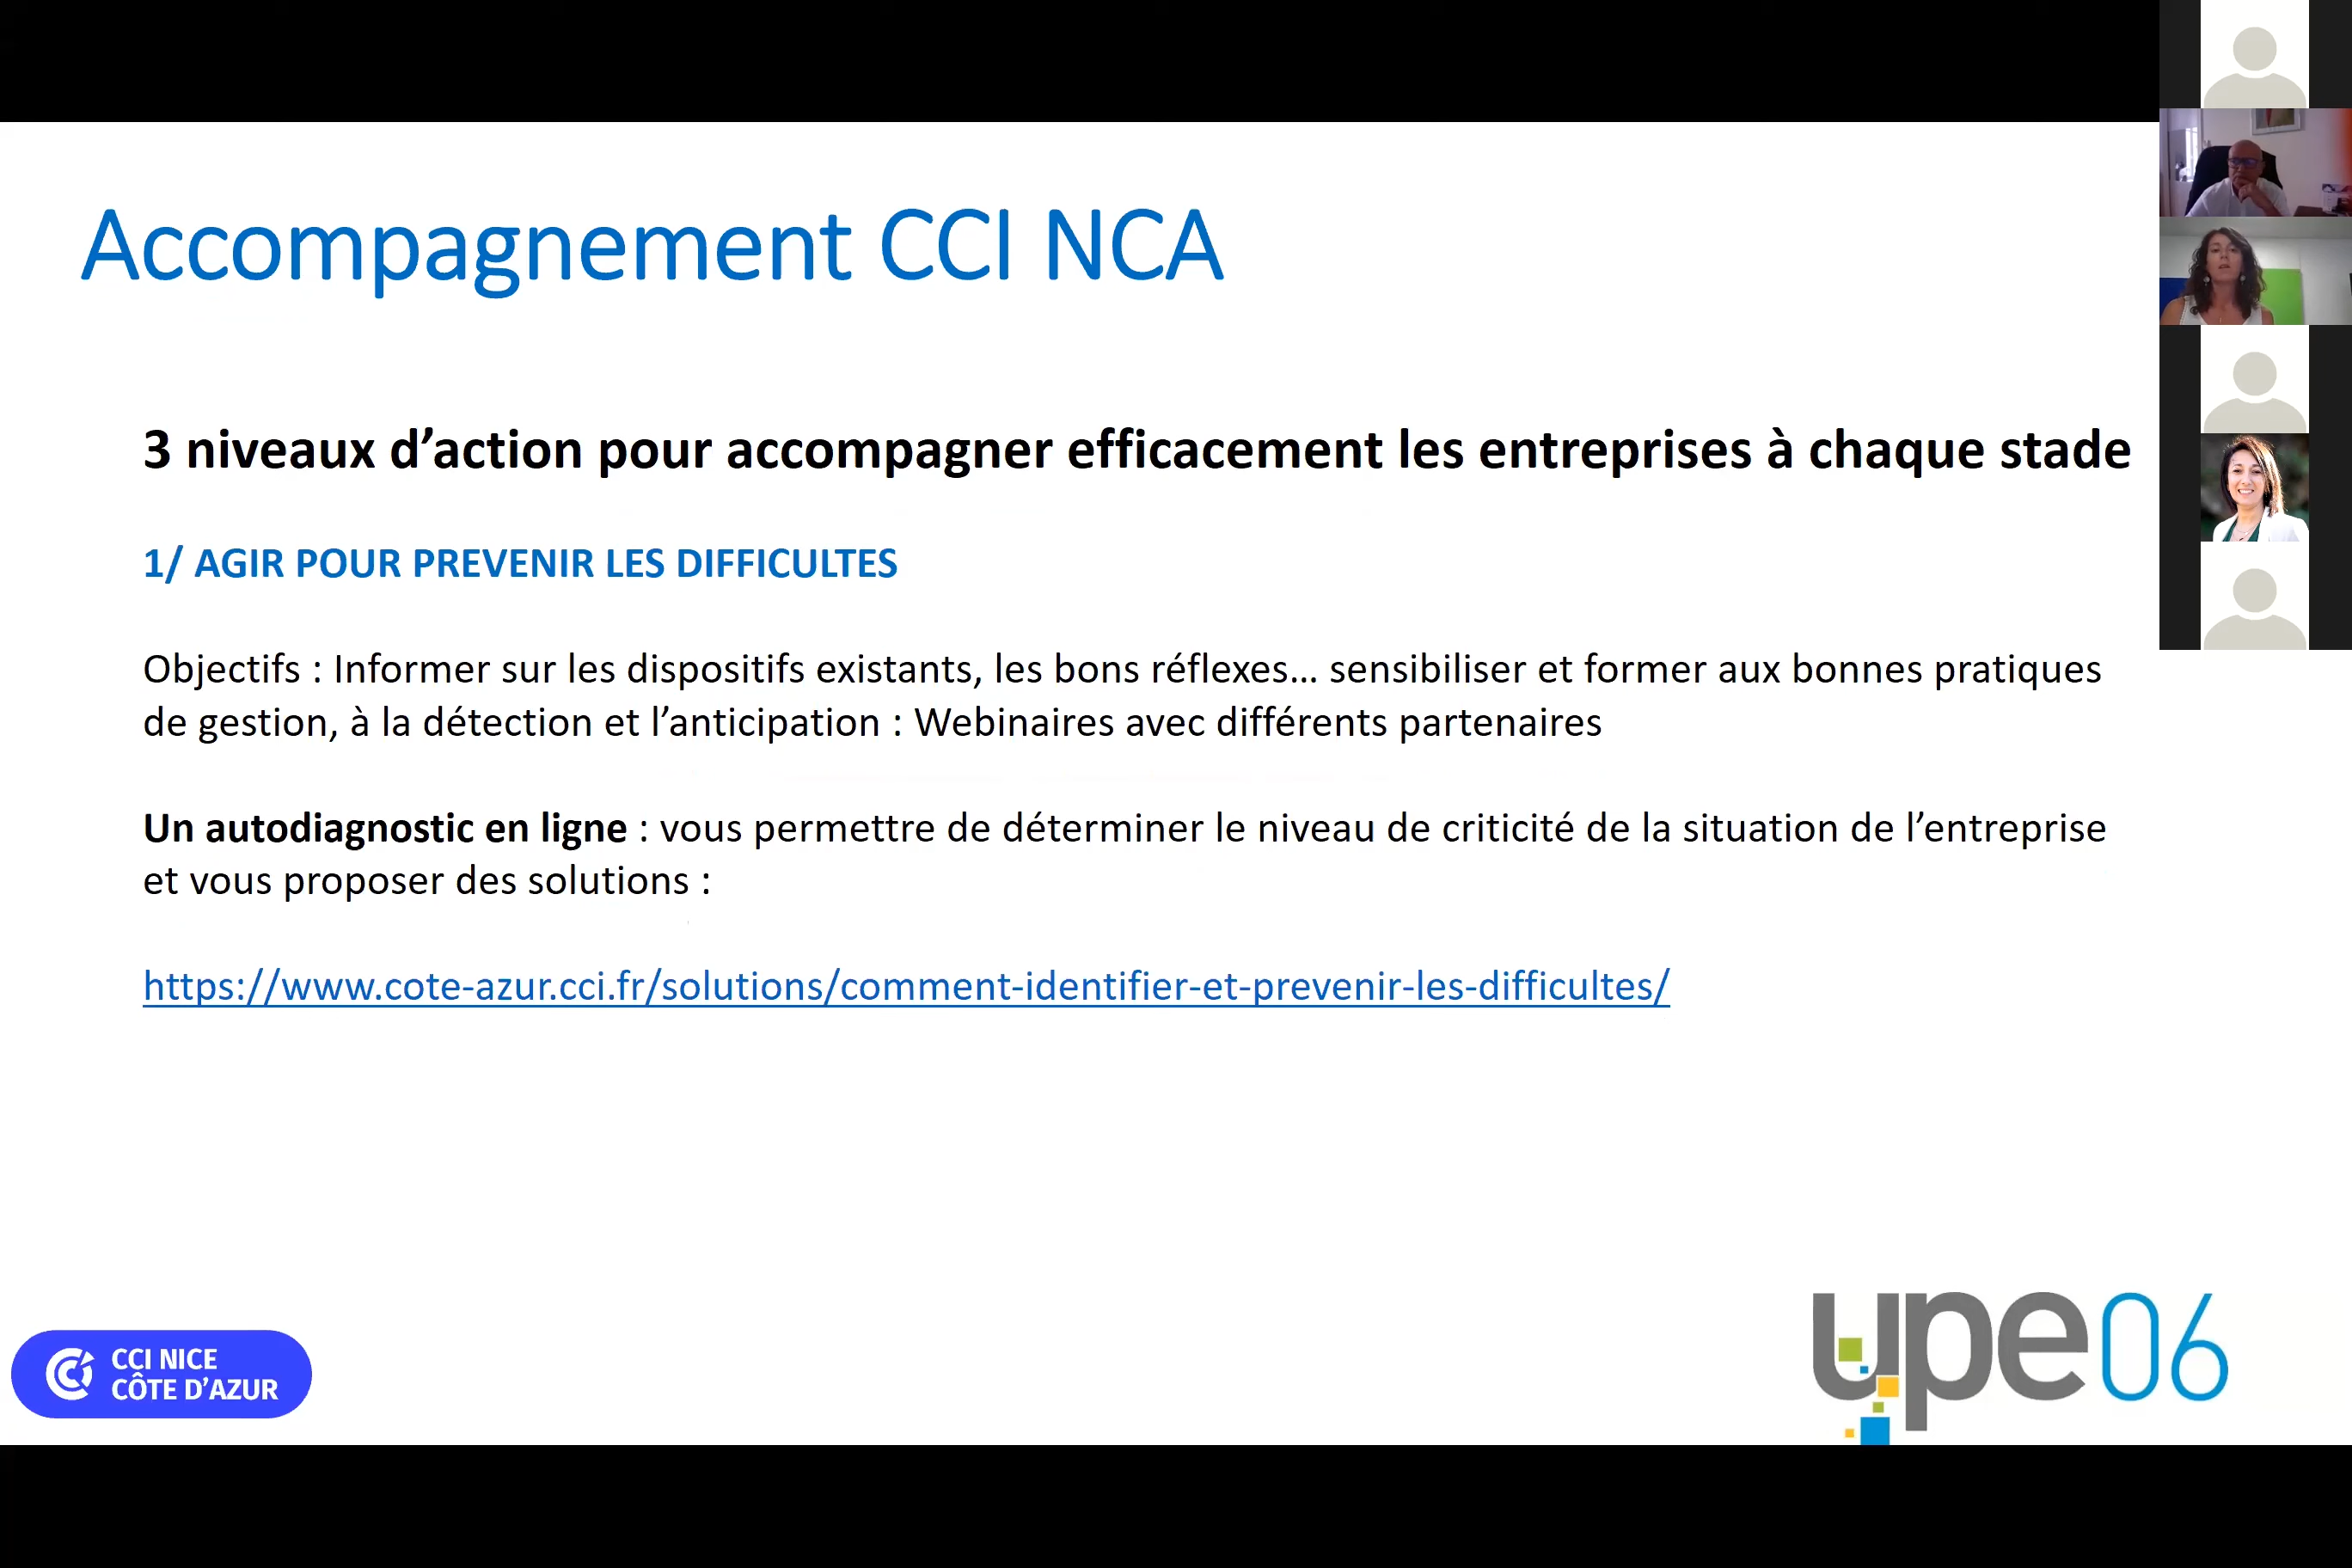 Accompagnement CCI NCA
3 niveaux d’action pour accompagner efficacement les entreprises à chaque stade
1/ AGIR POUR PREVENIR LES DIFFICULTES
Objectifs : Informer sur les dispositifs existants, les bons réflexes... sensibiliser et former aux bonnes pratiques
de gestion, à la détection et l’anticipation : Webinaires avec différents partenaires
Un autodiagnostic en ligne : vous permettre de déterminer le niveau de criticité de la situation de l’entreprise
et vous proposer des solutions :
https://www.cote-azur.cci.fr/solutions/comment-identifier-et-prevenir-les-difficultes/
CCI NICE
CÔTE D’AZUR
upe06